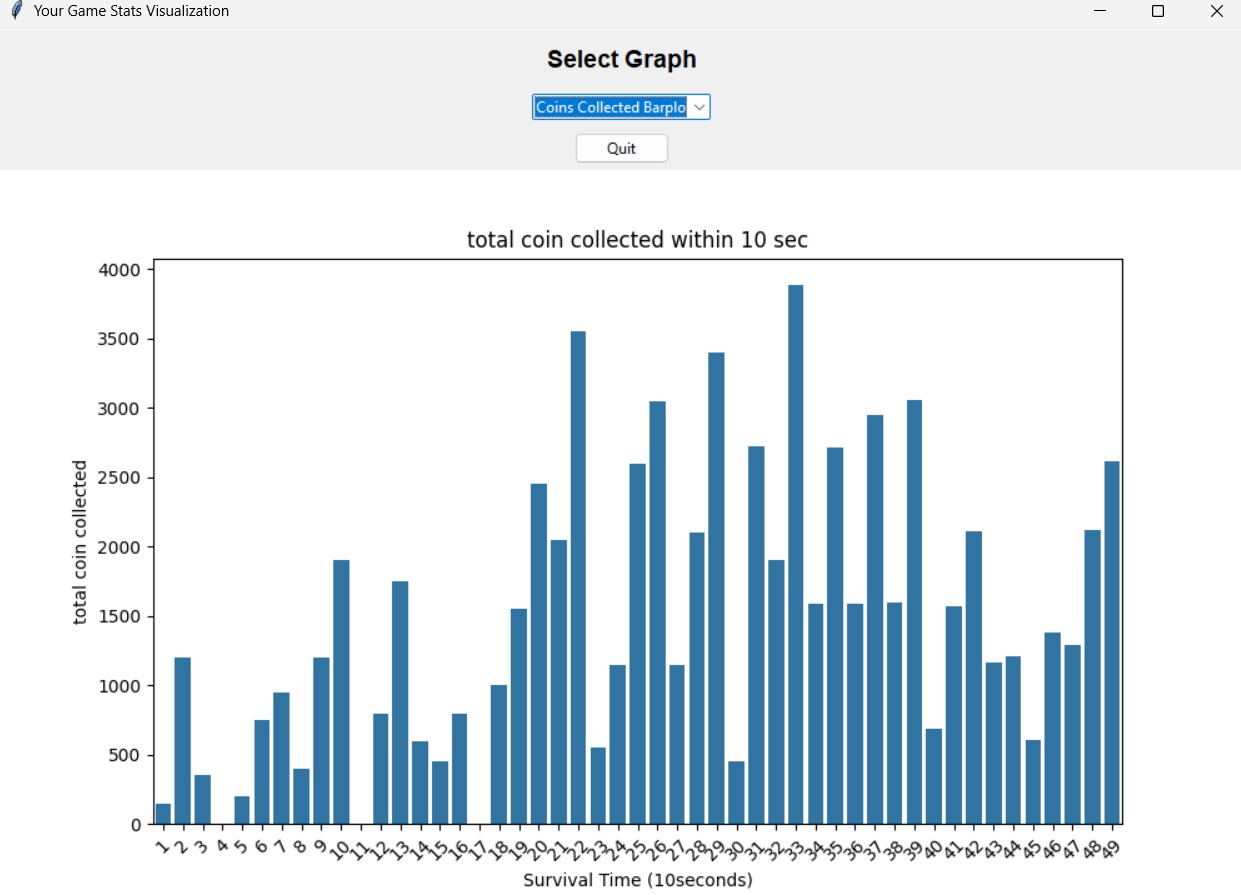 Your Game Stats Visualization
Select Graph
Coins Collected Barplo
Quit
total coin collected within 10 sec
4000
3500
3000
2500
2000
1500
1000
500
0
total coin collected
1 2 3 4 5 6 7 8 9 10 11 12 13 14 15 16 17 18 19 20 21 22 23 24 25 26 27 28 29 30 31 32 33 34 35 36 37 38 39 40 41 42 43 44 45 46 47 48 49
Survival Time (10seconds)